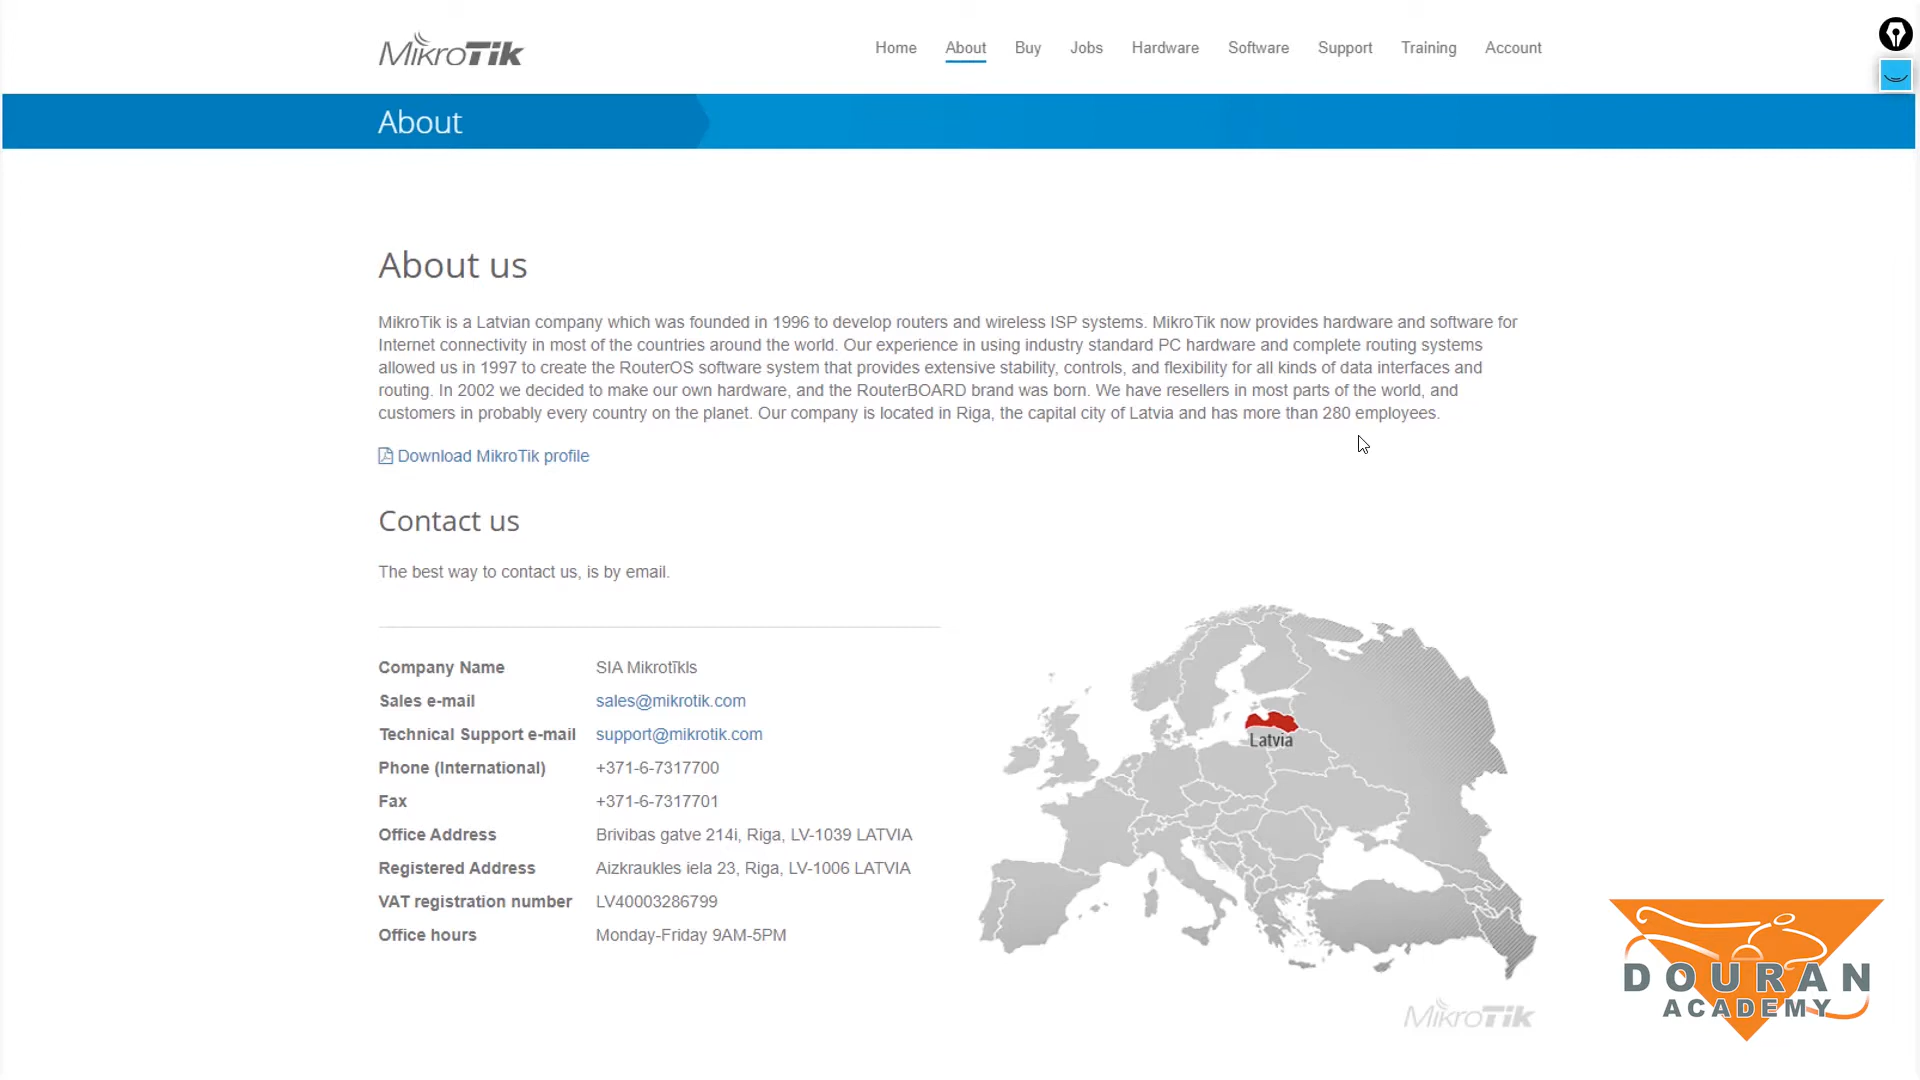 MikroTik
Home About Buy Jobs Hardware Software Support Training Account
About
About us
MikroTik is a Latvian company which was founded in 1996 to develop routers and wireless ISP systems. MikroTik now provides hardware and software for
Internet connectivity in most of the countries around the world. Our experience in using industry standard PC hardware and complete routing systems
allowed us in 1997 to create the RouterOS software system that provides extensive stability, controls, and flexibility for all kinds of data interfaces and
routing. In 2002 we decided to make our own hardware, and the RouterBOARD brand was born. We have resellers in most parts of the world, and
customers in probably every country on the planet. Our company is located in Riga, the capital city of Latvia and has more than 280 employees.
Download MikroTik profile
Contact us
The best way to contact us, is by email.
Company Name SIA Mikrotīkls
Sales e-mail sales@mikrotik.com
Technical Support e-mail support@mikrotik.com
Phone (International) +371-6-7317700
Fax +371-6-7317701
Office Address Brivibas gatve 214i, Riga, LV-1039 LATVIA
Registered Address Aizkraukles iela 23, Riga, LV-1006 LATVIA
VAT registration number LV40003286799
Office hours Monday-Friday 9AM-5PM
Latvia
MikroTik
DOURAN
ACADEMY